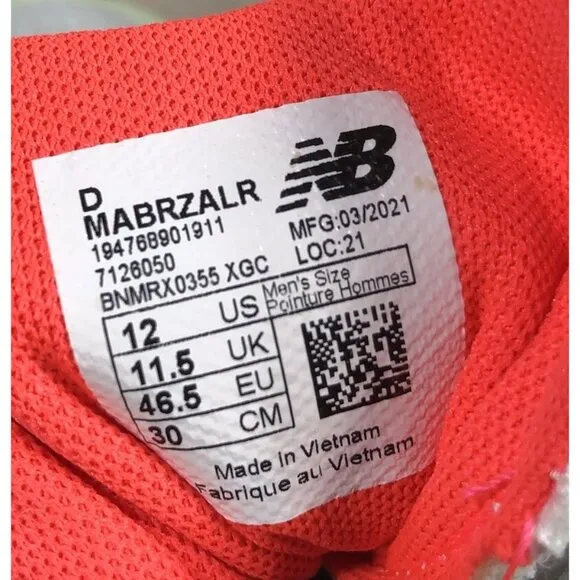 D
MABRZALR
194768901911
7126050
BNMRX0355 XGC
NB
MFG:03/2021
LOC:21
12 US
11.5 UK
46.5 EU
30 CM
Men's Size
Pointure Hommes
Made in Vietnam
Fabrique au Vietnam